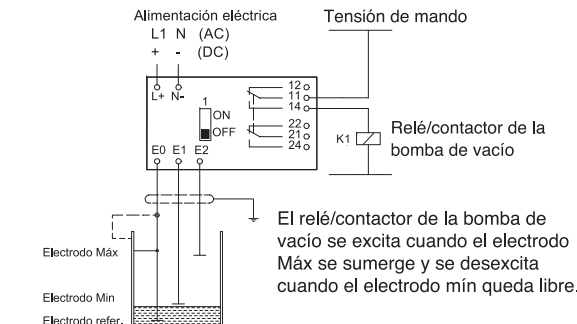 Alimentación eléctrica
L1 N (AC)
+ - (DC)
Tensión de mando
L+ N-
1
ON
OFF
12
11
14
22
21
24
E0 E1 E2
K1
Relé/contactor de la
bomba de vacío
El relé/contactor de la bomba de
vacío se excita cuando el electrodo
Máx se sumerge y se desexcita
cuando el electrodo mín queda libre.
Electrodo Máx
Electrodo Min
Electrodo refer.